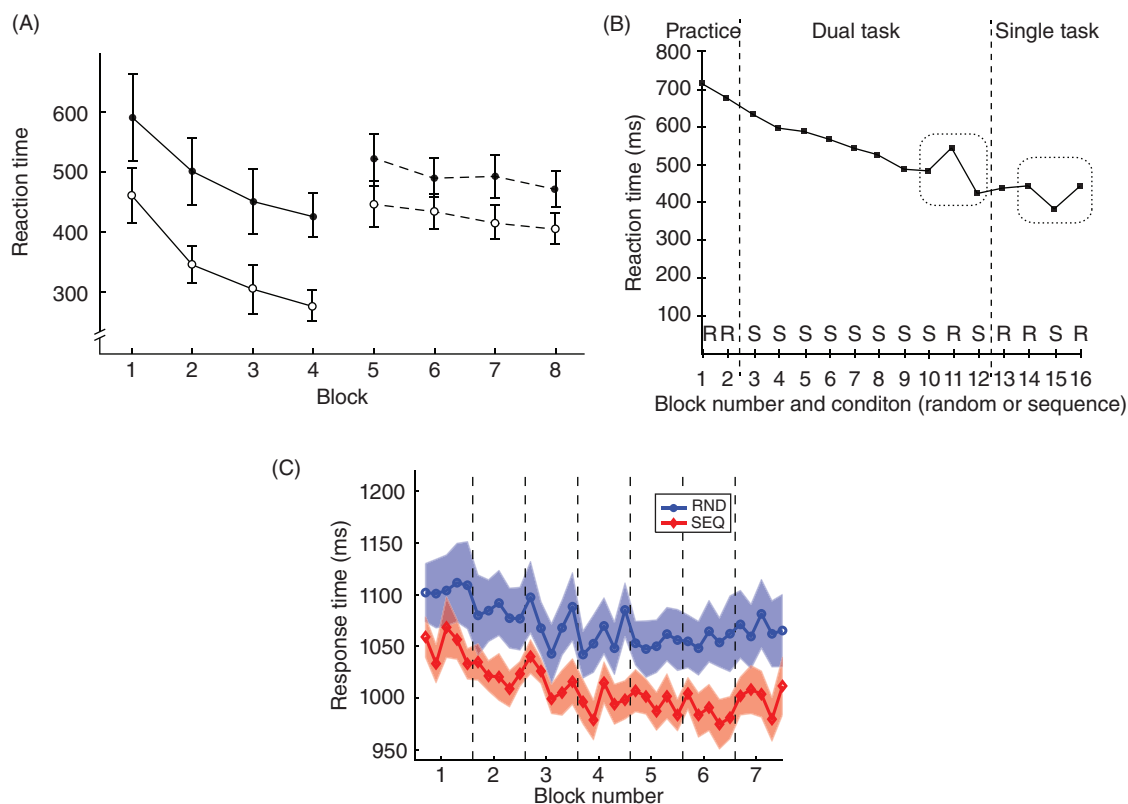 (A)
Reaction time
600
500
400
300
1 2 3 4 5 6 7 8
Block
(B)
Practice Dual task Single task
Reaction time (ms)
800
700
600
500
400
300
200
100
R R S S S S S S S S R S R R S R
1 2 3 4 5 6 7 8 9 10 11 12 13 14 15 16
Block number and conditon (random or sequence)
(C)
Response time (ms)
1200
1150
1100
1050
1000
950
RND
SEQ
1 2 3 4 5 6 7
Block number